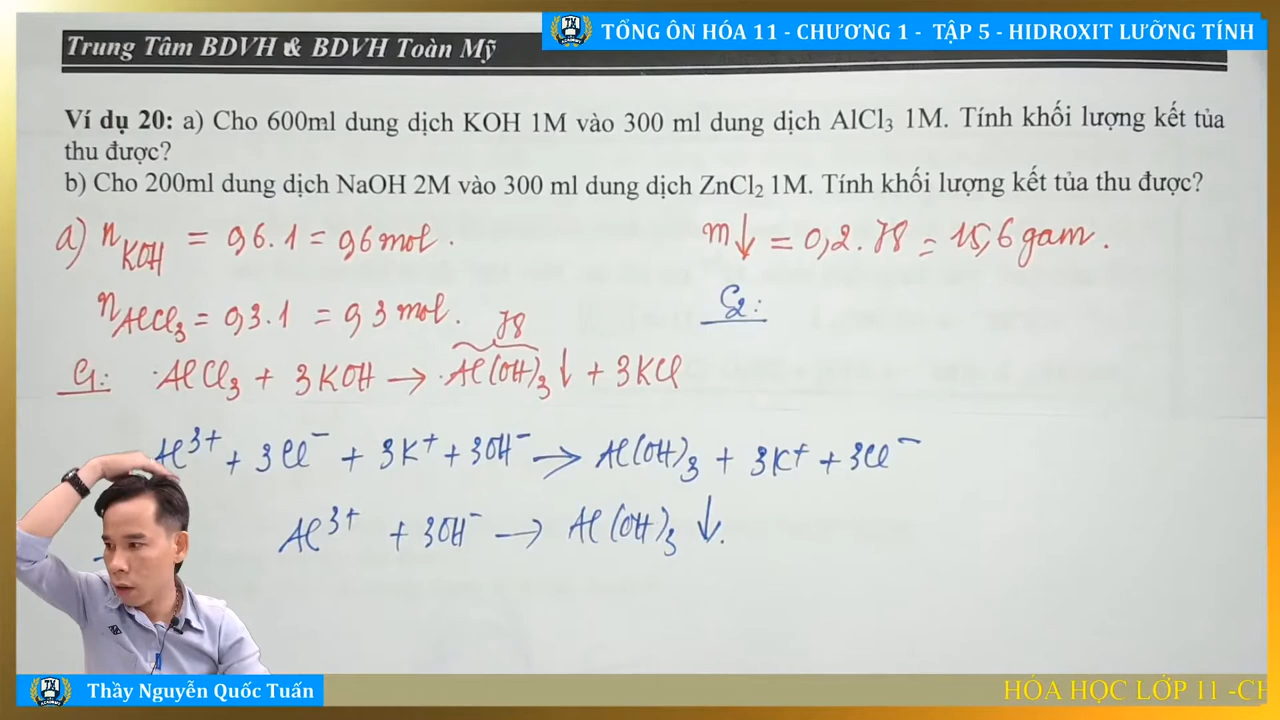 TỔNG ÔN HÓA 11 - CHƯƠNG 1 - TẬP 5 - HIDROXIT LƯỠNG TÍNH
Trung Tâm BDVH & BDVH Toàn Mỹ
Ví dụ 20: a) Cho 600ml dung dịch KOH 1M vào 300 ml dung dịch AlCl₃ 1M. Tính khối lượng kết tủa
thu được?
b) Cho 200ml dung dịch NaOH 2M vào 300 ml dung dịch ZnCl₂ 1M. Tính khối lượng kết tủa thu được?
a) n KOH = 0,6.1 = 0,6 mol.
m↓ = 0,2.78 = 15,6 gam.
n AlCl₃ = 0,3.1 = 0,3 mol.
C2:
78
C1: AlCl₃ + 3KOH → Al(OH)₃↓ + 3KCl
Al³⁺ + 3Cl⁻ + 3K⁺ + 3OH⁻ → Al(OH)₃ + 3K⁺ + 3Cl⁻
Al³⁺ + 3OH⁻ → Al(OH)₃↓.
Thầy Nguyễn Quốc Tuấn
HÓA HỌC LỚP 11 -CH